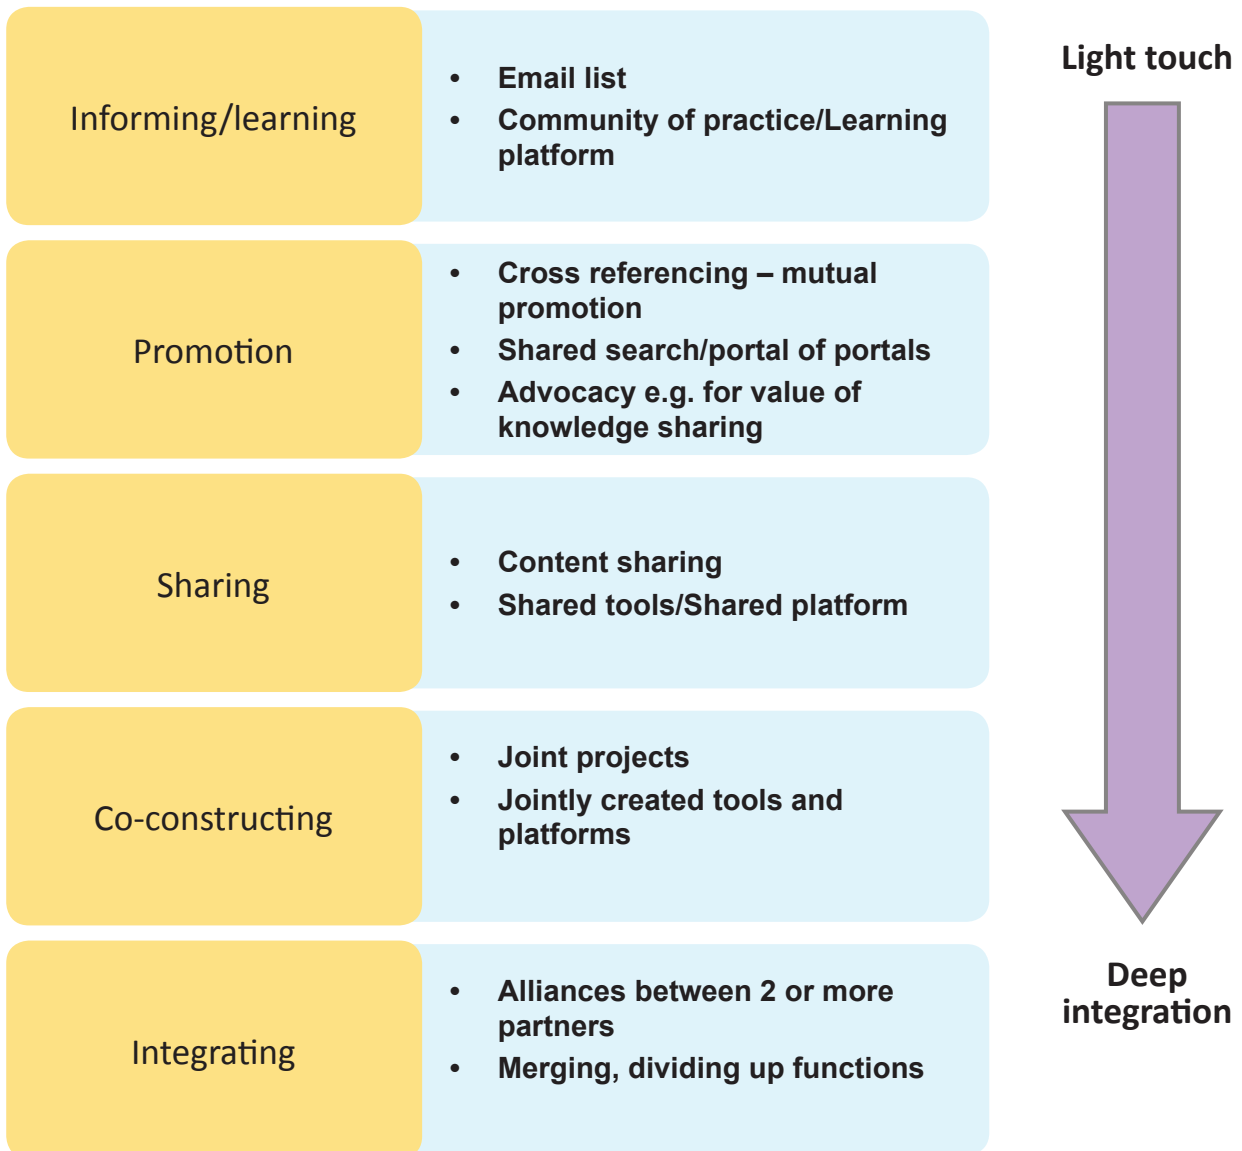 Informing/learning
• Email list
• Community of practice/Learning
platform
Promotion
• Cross referencing – mutual
promotion
• Shared search/portal of portals
• Advocacy e.g. for value of
knowledge sharing
Sharing
• Content sharing
• Shared tools/Shared platform
Co-constructing
• Joint projects
• Jointly created tools and
platforms
Integrating
• Alliances between 2 or more
partners
• Merging, dividing up functions
Light touch
Deep
integration